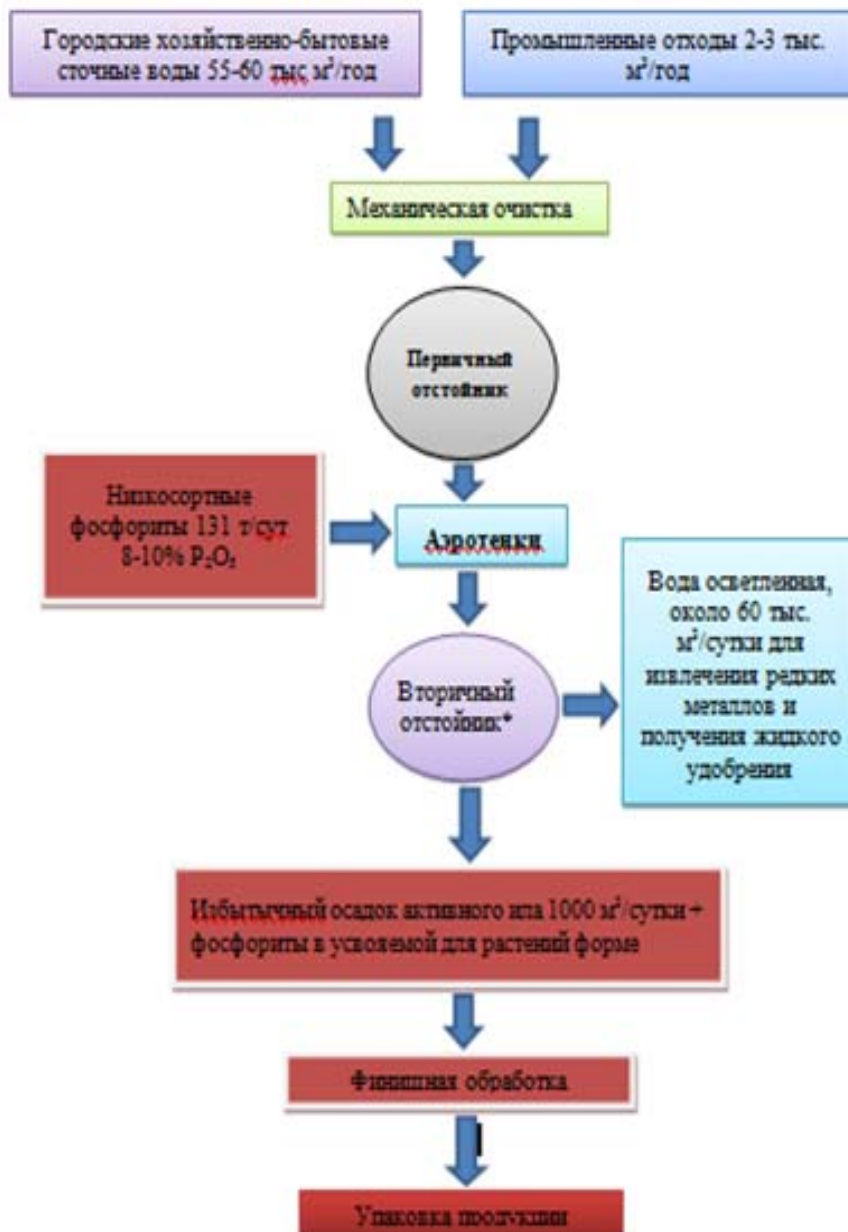 Городские хозяйственно-бытовые
сточные воды 55-60 тыс м³/год
Промышленные отходы 2-3 тыс.
м³/год
Механическая очистка
Первичный
отстойник
Низкосортные
фосфориты 131 т/сут
8-10% P₂O₅
Аэротенки
Вторичный
отстойник*
Вода осветленная,
около 60 тыс.
м³/сутки для
извлечения редких
металлов и
получения жидкого
удобрения
Избытычный осадок активного ила 1000 м³/сутки +
фосфориты в усвояемой для растений форме
Финишная обработка
Упаковка продукции